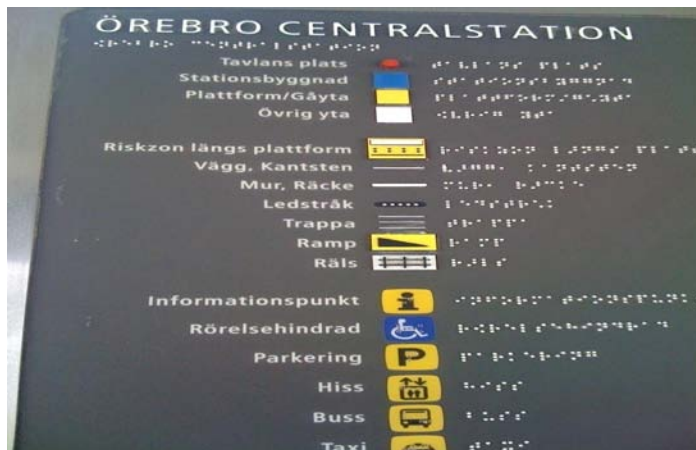 ÖREBRO CENTRALSTATION
Tavlans plats
Stationsbyggnad
Plattform/Gåyta
Övrig yta
Riskzon längs plattform
Vägg, Kantsten
Mur, Räcke
Ledstråk
Trappa
Ramp
Räls
Informationspunkt
Rörelsehindrad
Parkering P
Hiss
Buss
Taxi